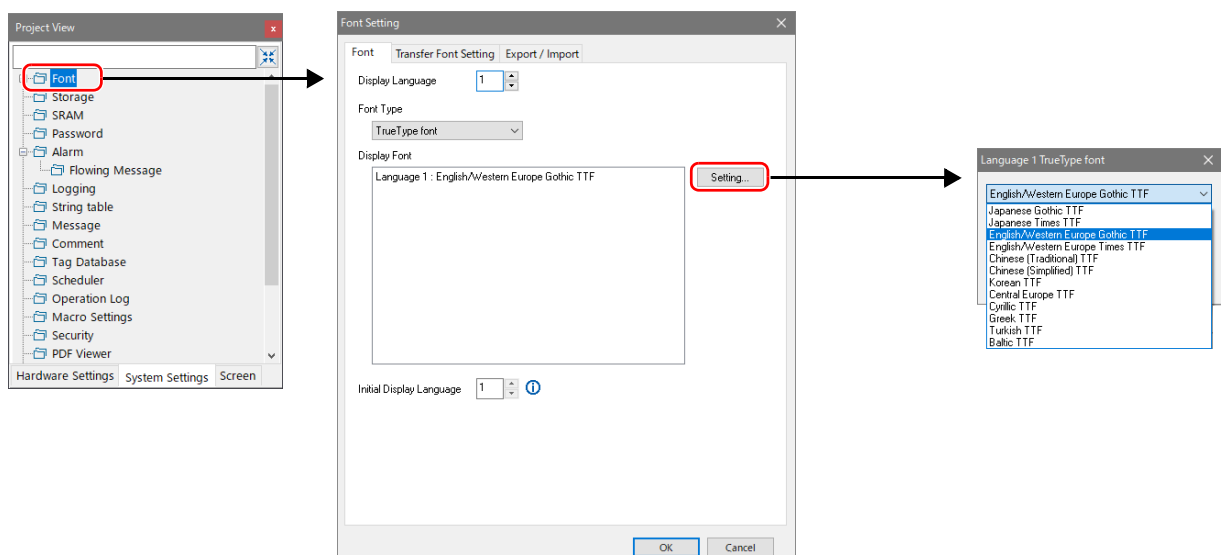 Project View
x
Font
Storage
SRAM
Password
Alarm
Flowing Message
Logging
String table
Message
Comment
Tag Database
Scheduler
Operation Log
Macro Settings
Security
PDF Viewer
Hardware Settings System Settings Screen
Font Setting
Font Transfer Font Setting Export / Import
Display Language 1
Font Type
TrueType font
Display Font
Language 1 : English/Western Europe Gothic TTF
Setting...
Initial Display Language 1
OK Cancel
Language 1 TrueType font
English/Western Europe Gothic TTF
Japanese Gothic TTF
Japanese Times TTF
English/Western Europe Gothic TTF
English/Western Europe Times TTF
Chinese (Traditional) TTF
Chinese (Simplified) TTF
Korean TTF
Central Europe TTF
Cyrillic TTF
Greek TTF
Turkish TTF
Baltic TTF